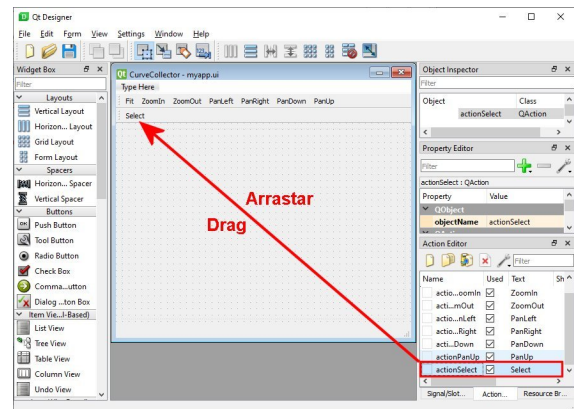 Qt Designer
File Edit Form View Settings Window Help
Widget Box
Filter
Layouts
Vertical Layout
Horizon... Layout
Grid Layout
Form Layout
Spacers
Horizon... Spacer
Vertical Spacer
Buttons
Push Button
Tool Button
Radio Button
Check Box
Comma...utton
Dialog ...ton Box
Item Vie...l-Based)
List View
Tree View
Table View
Column View
Undo View
CurveCollector - myapp.ui
Type Here
Fit ZoomIn ZoomOut PanLeft PanRight PanDown PanUp
Select
Arrastar
Drag
Object Inspector
Filter
Object Class
actionSelect QAction
Property Editor
Filter
actionSelect : QAction
Property Value
QObject
objectName actionSelect
Action Editor
Filter
Name Used Text Sh
actio...oomIn ZoomIn
acti...mOut ZoomOut
actio...nLeft PanLeft
actio...Right PanRight
acti...Down PanDown
actionPanUp PanUp
actionSelect Select
Signal/Slot... Action... Resource Br...